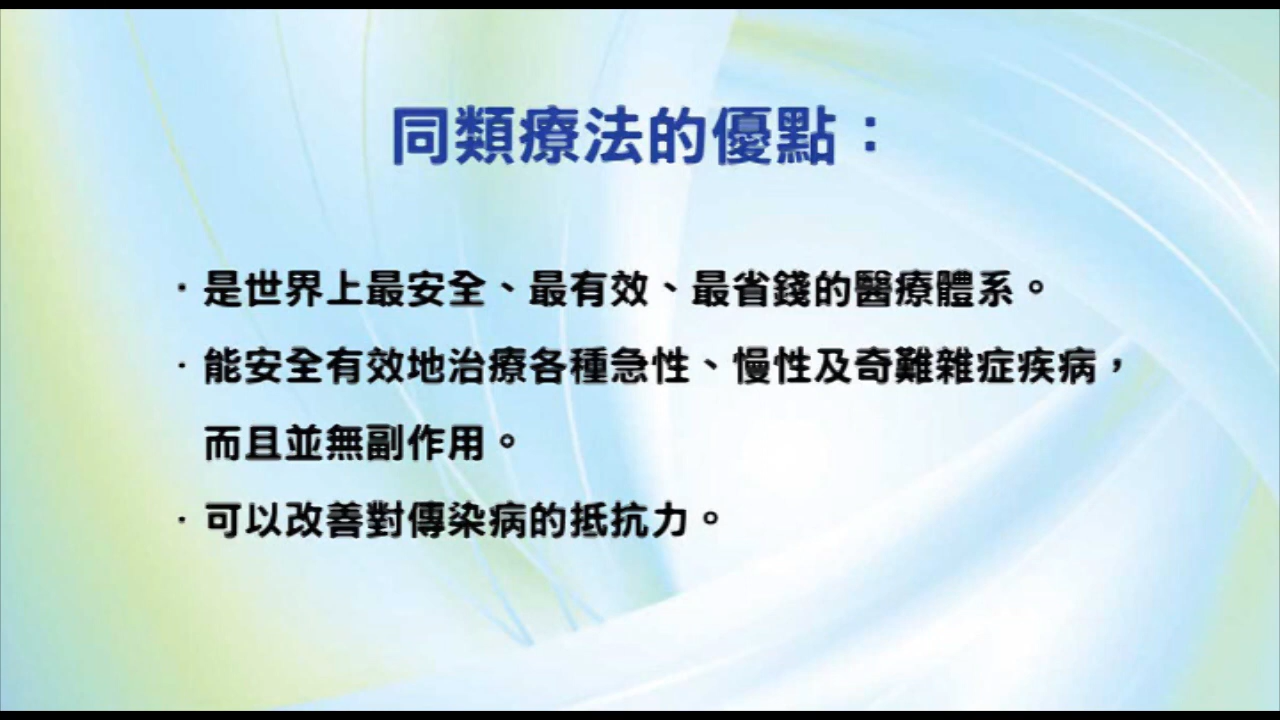 同類療法的優點：
· 是世界上最安全、最有效、最省錢的醫療體系。
· 能安全有效地治療各種急性、慢性及奇難雜症疾病，
而且並無副作用。
· 可以改善對傳染病的抵抗力。